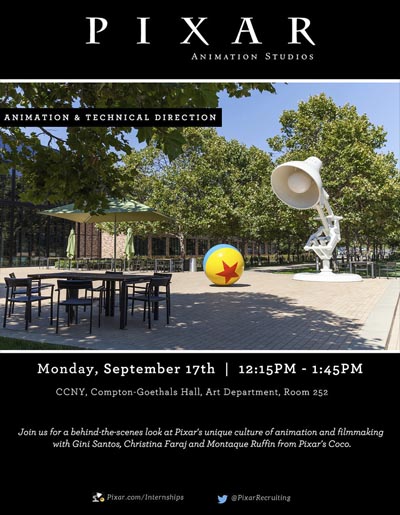 PIXAR
ANIMATION STUDIOS
ANIMATION & TECHNICAL DIRECTION
Monday, September 17th | 12:15PM - 1:45PM
CCNY, Compton-Goethals Hall, Art Department, Room 252
Join us for a behind-the-scenes look at Pixar's unique culture of animation and filmmaking
with Gini Santos, Christina Faraj and Montaque Ruffin from Pixar's Coco.
Pixar.com/Internships @PixarRecruiting